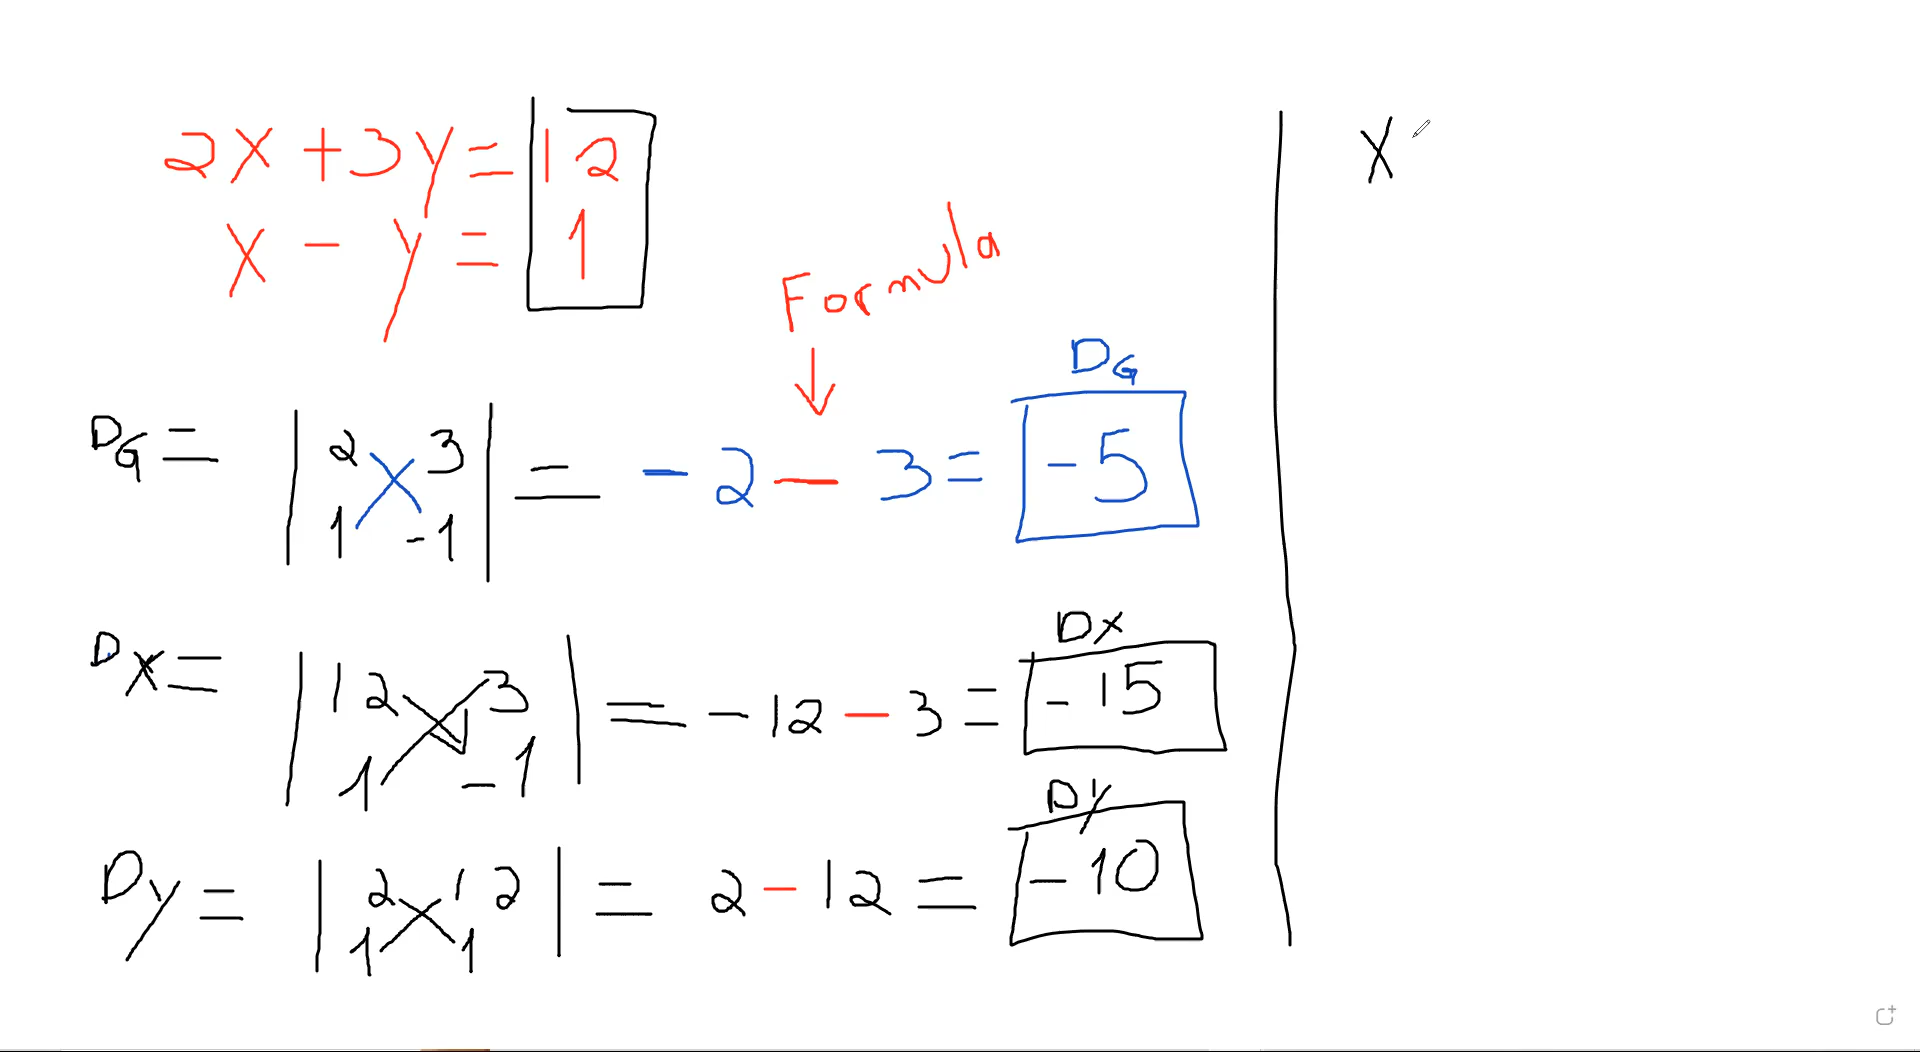 2x + 3y = 12
x - y = 1
Formula
DG
DG = | 2 3 | = - 2 - 3 = - 5
1 -1
Dx
Dx = | 12 3 | = - 12 - 3 = - 15
1 -1
Dy
Dy = | 2 12 | = 2 - 12 = - 10
1 1
x